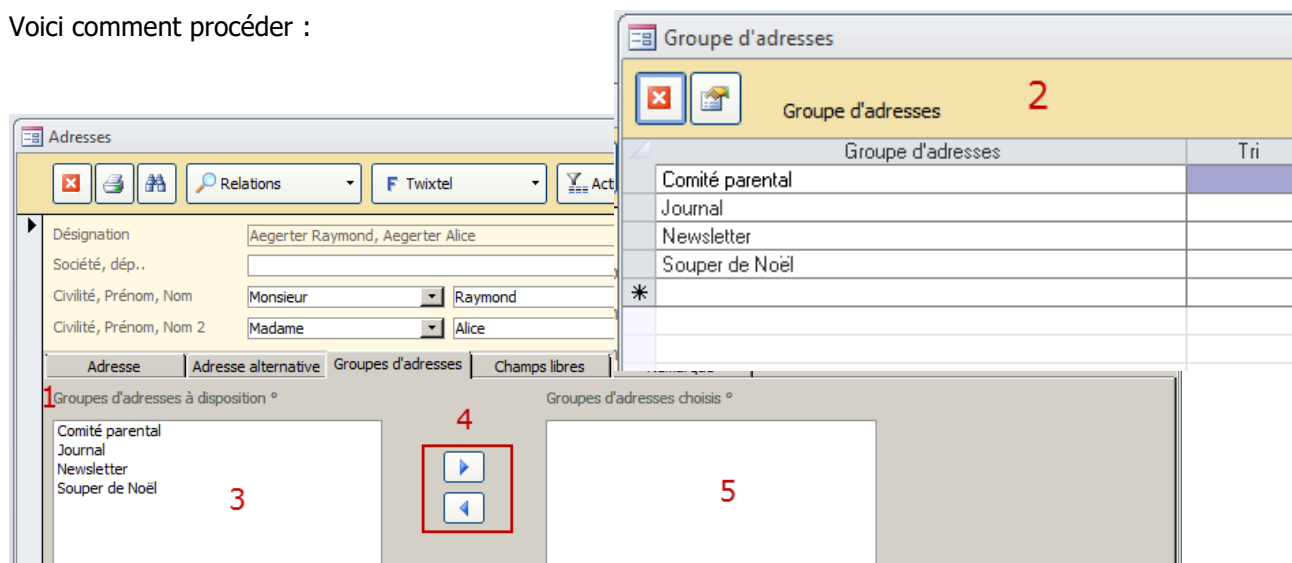 Voici comment procéder :
Groupe d'adresses
Groupe d'adresses
2
Groupe d'adresses Tri
Comité parental
Journal
Newsletter
Souper de Noël
Adresses
Relations F Twixtel Act
Désignation Aegerter Raymond, Aegerter Alice
Société, dép..
Civilité, Prénom, Nom Monsieur Raymond
Civilité, Prénom, Nom 2 Madame Alice
Adresse Adresse alternative Groupes d'adresses Champs libres
1 Groupes d'adresses à disposition ° Groupes d'adresses choisis °
4
Comité parental
Journal
Newsletter
Souper de Noël
3
5